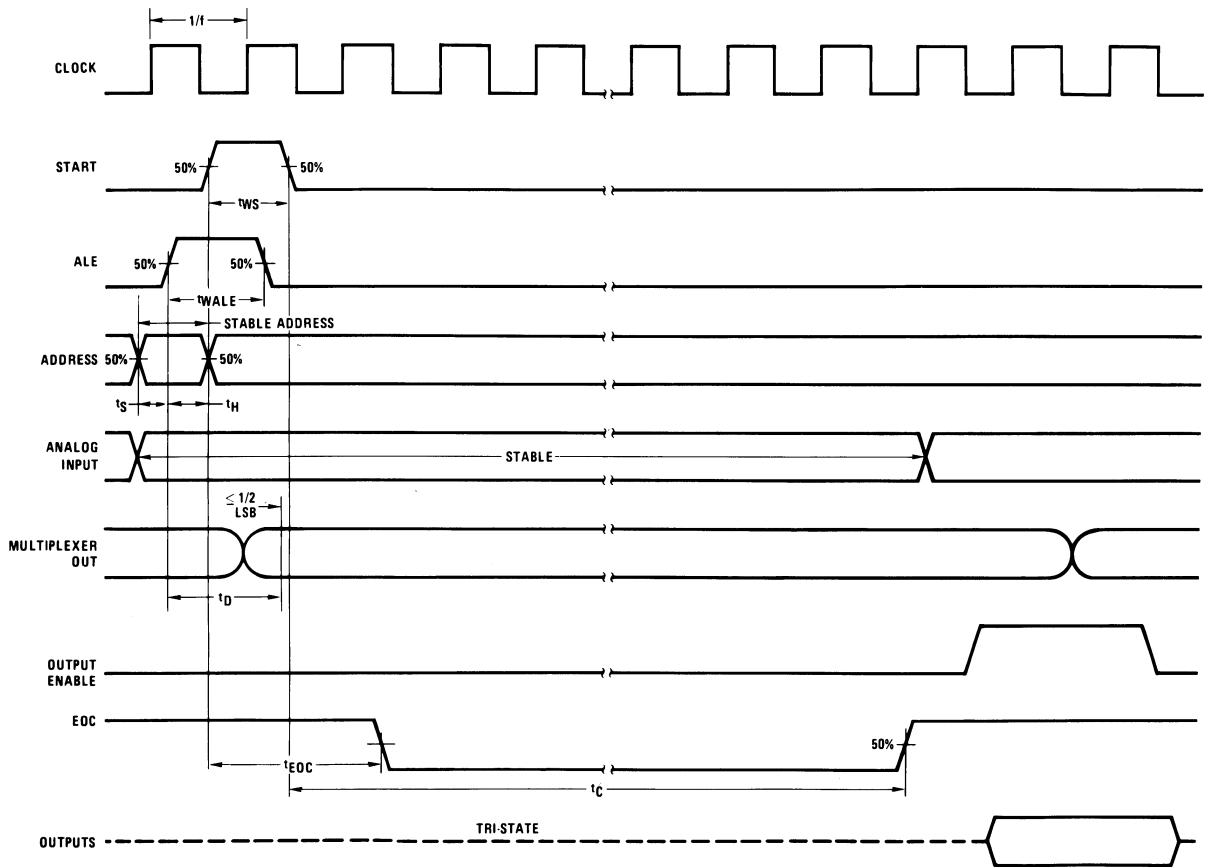 1/f
CLOCK
START
50%
50%
tWS
ALE
50%
50%
tWALE
STABLE ADDRESS
ADDRESS
50%
50%
tS
tH
ANALOG
INPUT
STABLE
≤ 1/2
LSB
MULTIPLEXER
OUT
tD
OUTPUT
ENABLE
EOC
50%
tEOC
tC
TRI-STATE
OUTPUTS